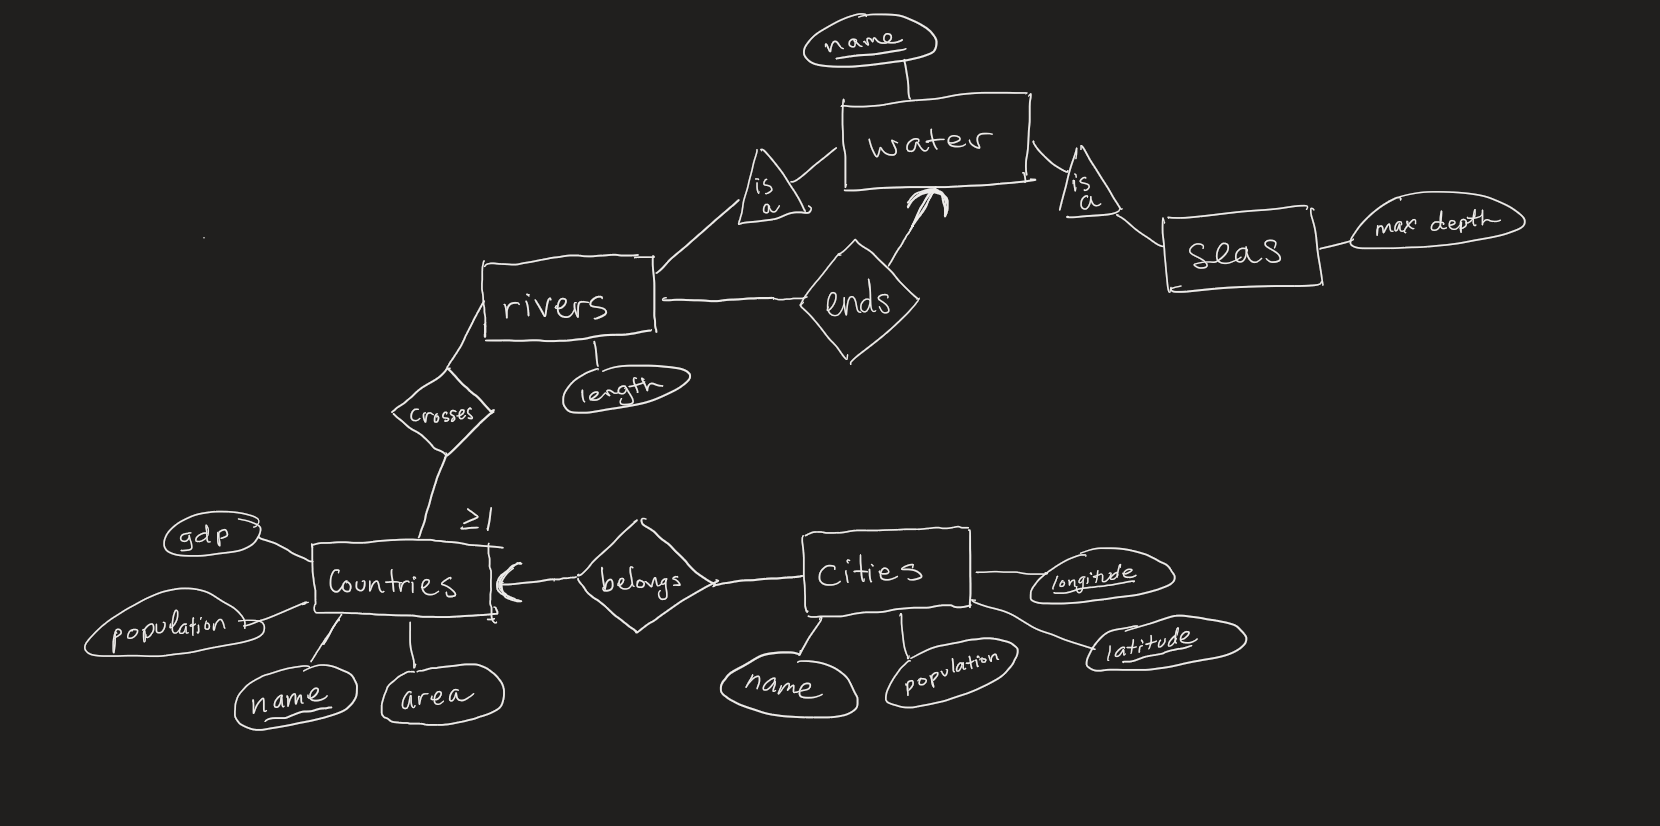 name
water
is
a
is
a
seas
max depth
rivers
ends
length
crosses
≥1
gdp
Countries
belongs
Cities
longitude
population
latitude
name
area
name
population